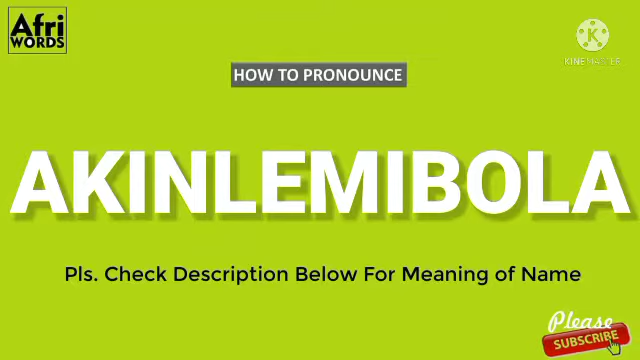 Afri
WORDS
K
KINEMASTER
HOW TO PRONOUNCE
AKINLEMIBOLA
Pls. Check Description Below For Meaning of Name
Please
SUBSCRIBE